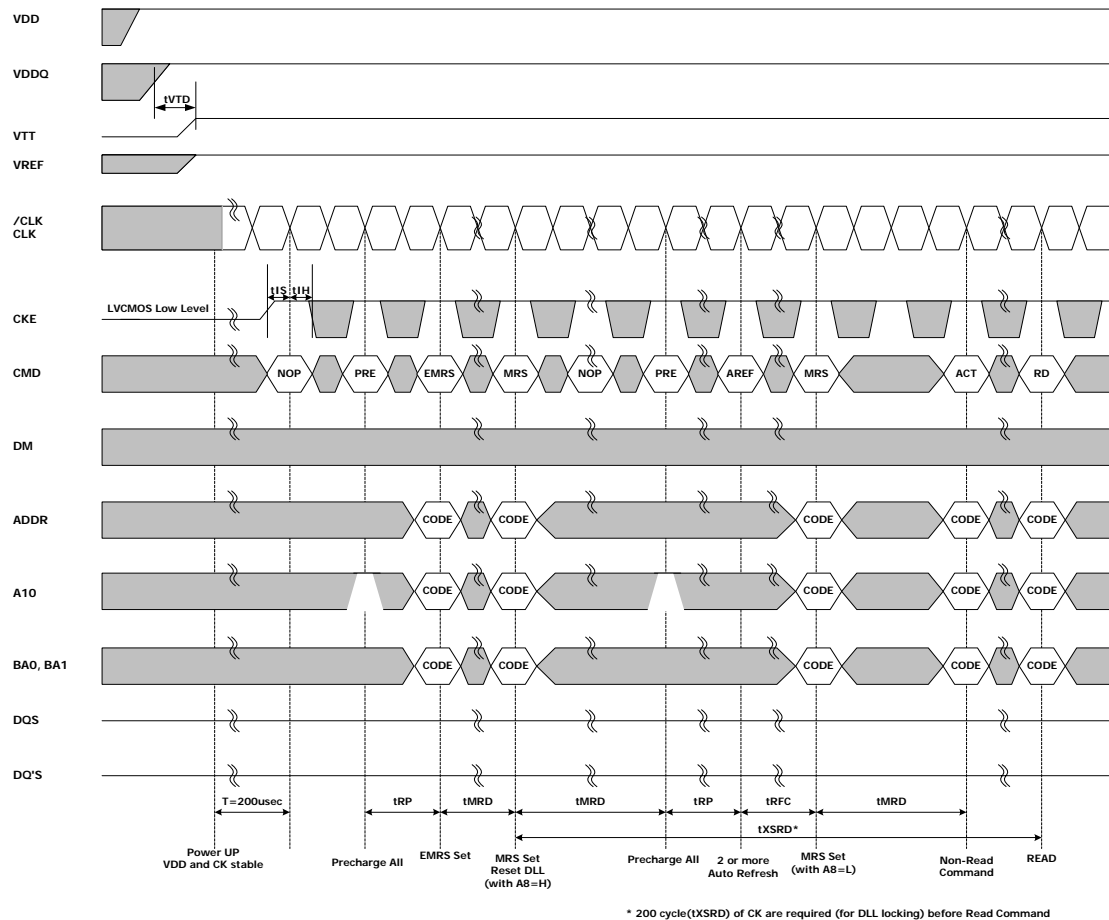 VDD
VDDQ
tVTD
VTT
VREF
/CLK
CLK
tIS tIH
CKE
LVCMOS Low Level
CMD
NOP PRE EMRS MRS NOP PRE AREF MRS ACT RD
DM
ADDR
CODE CODE CODE CODE CODE
A10
CODE CODE CODE CODE CODE
BA0, BA1
CODE CODE CODE CODE CODE
DQS
DQ'S
T=200usec tRP tMRD tMRD tRP tRFC tMRD
tXSRD*
Power UP
VDD and CK stable
Precharge All
EMRS Set
MRS Set
Reset DLL
(with A8=H)
Precharge All
2 or more
Auto Refresh
MRS Set
(with A8=L)
Non-Read
Command
READ
* 200 cycle(tXSRD) of CK are required (for DLL locking) before Read Command